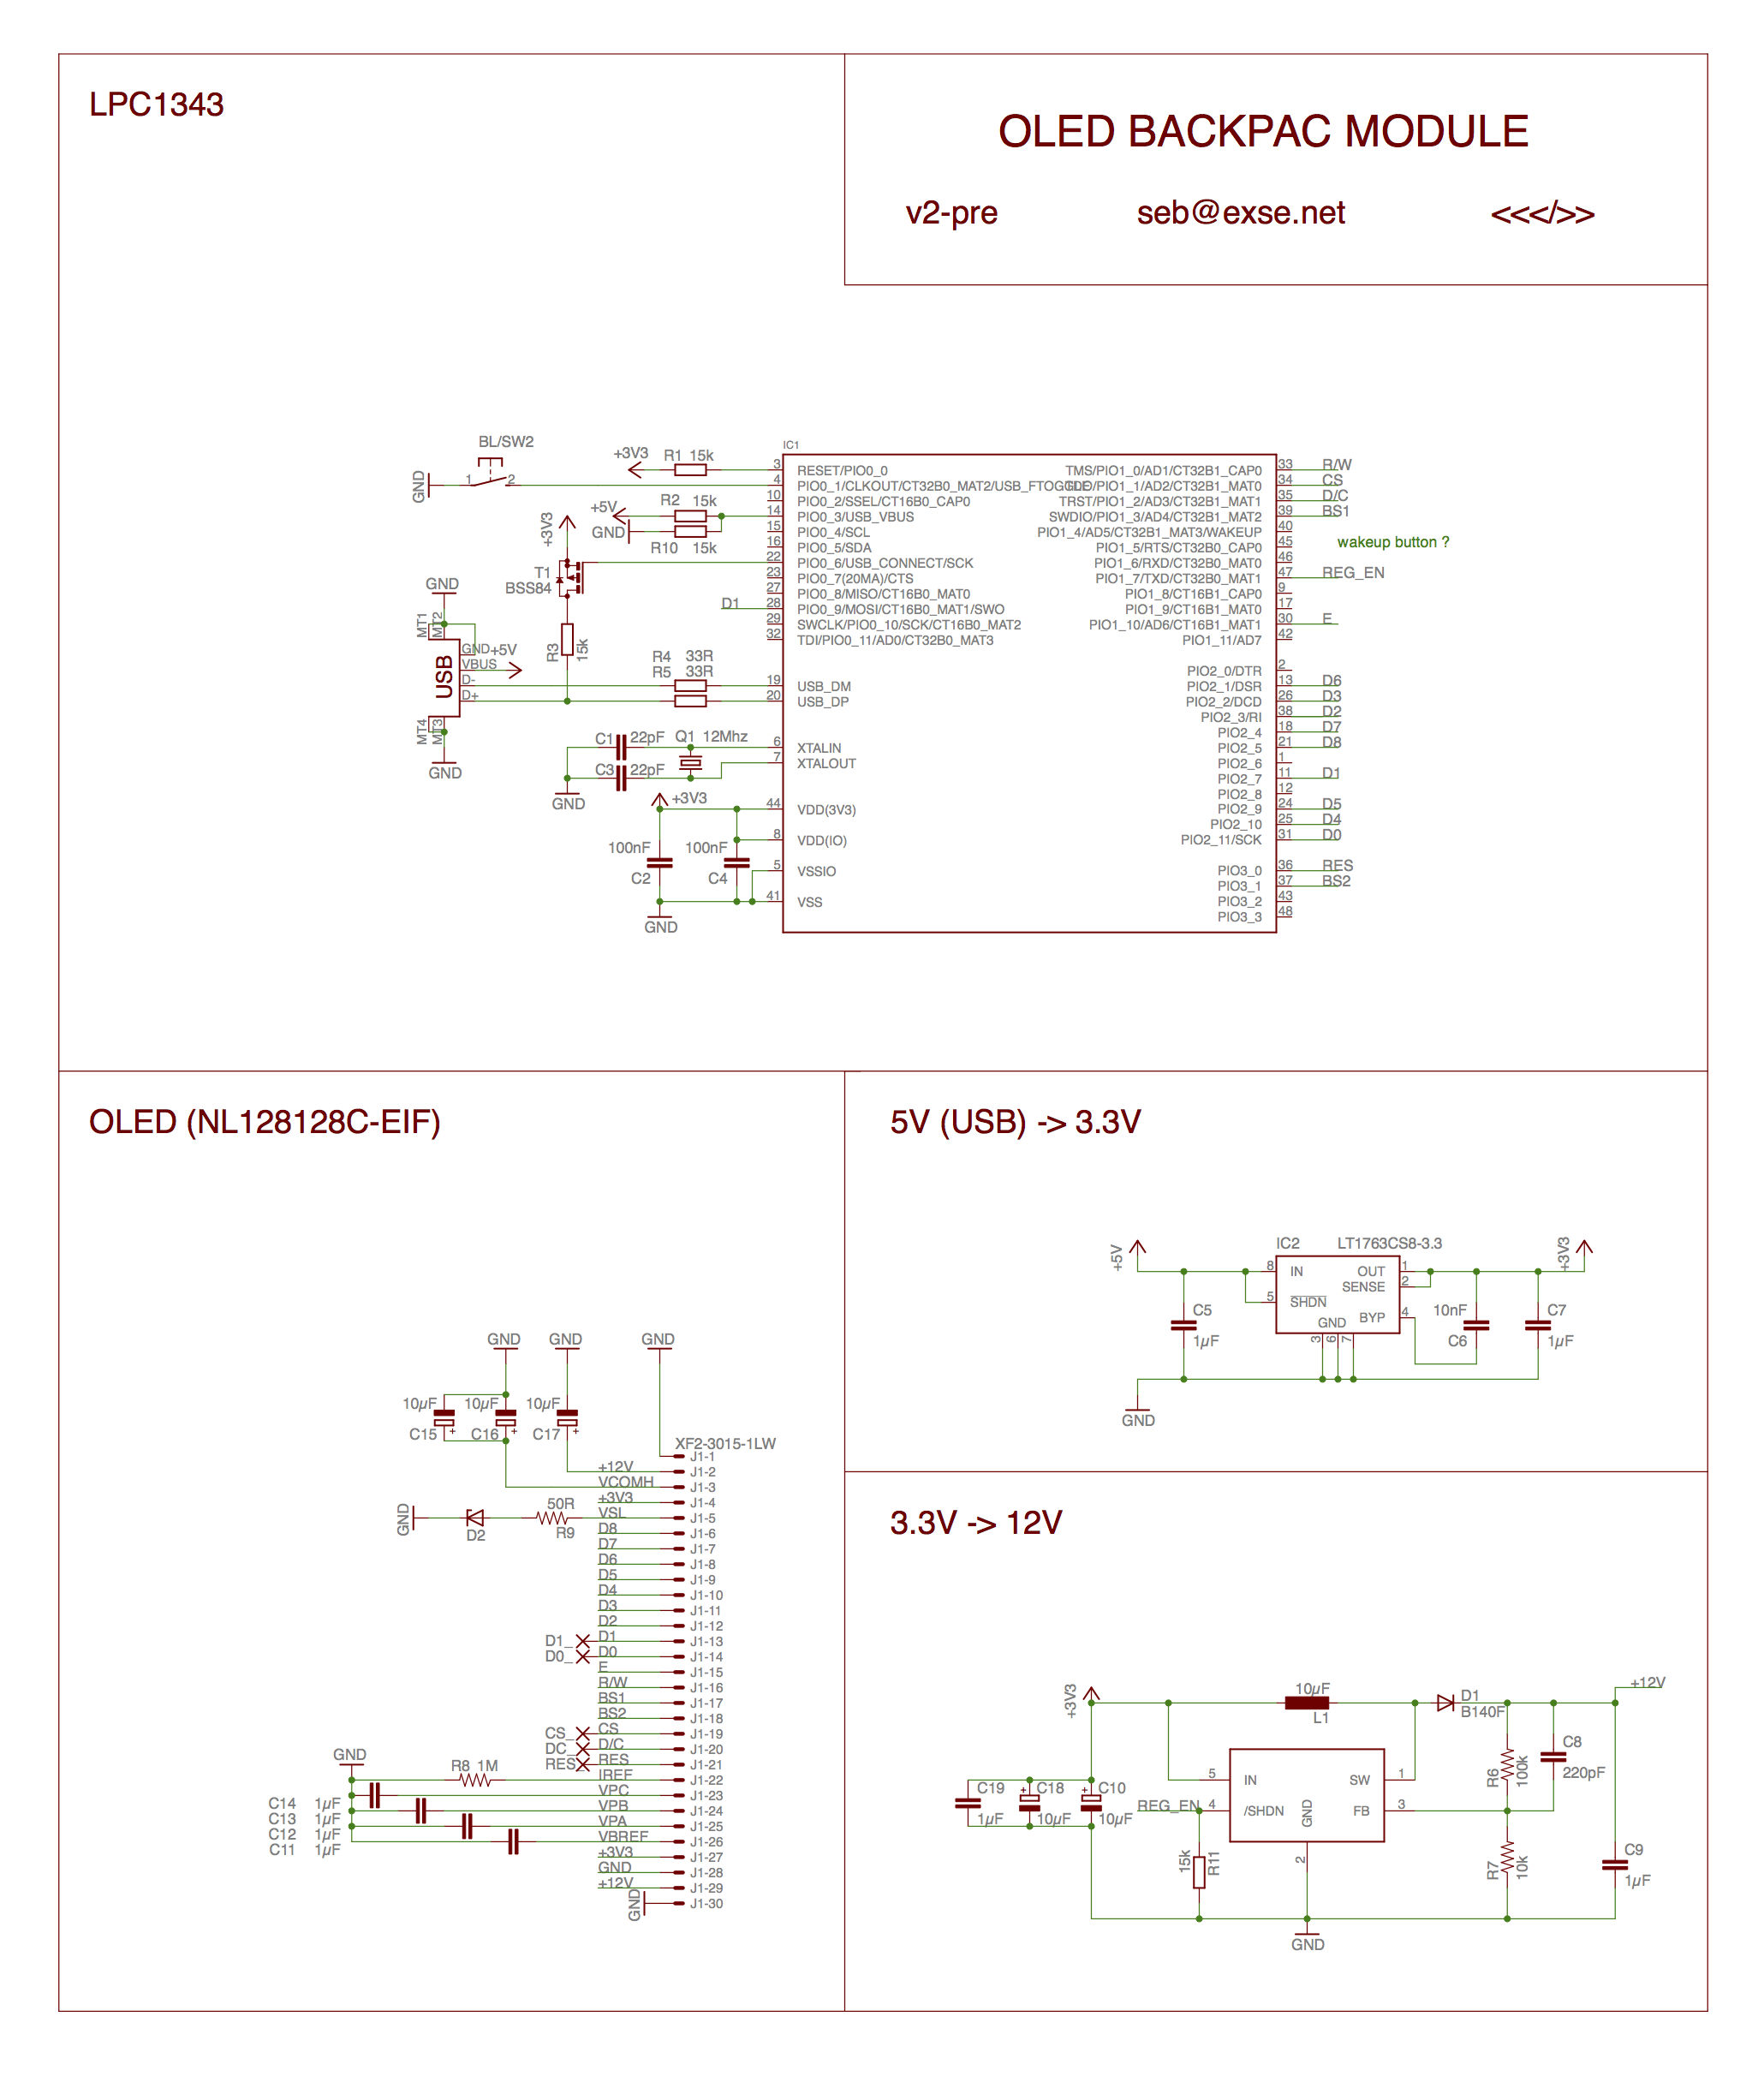 LPC1343
OLED BACKPAC MODULE
v2-pre seb@exse.net <<</>>
BL/SW2
GND
1 2
+3V3
R1 15k
R2 15k
+5V
GND
R10 15k
+3V3
T1
BSS84
R3
15k
GND
MT1
MT2
USB
GND
+5V
VBUS
D-
D+
MT4
MT3
GND
R4 33R
R5 33R
C1 22pF
Q1 12Mhz
C3 22pF
GND
+3V3
100nF
C2
100nF
C4
GND
D1
IC1
3 RESET/PIO0_0
4 PIO0_1/CLKOUT/CT32B0_MAT2/USB_FTOGGLE
10 PIO0_2/SSEL/CT16B0_CAP0
14 PIO0_3/USB_VBUS
15 PIO0_4/SCL
16 PIO0_5/SDA
22 PIO0_6/USB_CONNECT/SCK
23 PIO0_7(20MA)/CTS
27 PIO0_8/MISO/CT16B0_MAT0
28 PIO0_9/MOSI/CT16B0_MAT1/SWO
29 SWCLK/PIO0_10/SCK/CT16B0_MAT2
32 TDI/PIO0_11/AD0/CT32B0_MAT3
19 USB_DM
20 USB_DP
6 XTALIN
7 XTALOUT
44 VDD(3V3)
8 VDD(IO)
5 VSSIO
41 VSS
TMS/PIO1_0/AD1/CT32B1_CAP0 33 R/W
/PIO1_1/AD2/CT32B1_MAT0 34 CS
TRST/PIO1_2/AD3/CT32B1_MAT1 35 D/C
SWDIO/PIO1_3/AD4/CT32B1_MAT2 39 BS1
PIO1_4/AD5/CT32B1_MAT3/WAKEUP 40
wakeup button ?
PIO1_5/RTS/CT32B0_CAP0 45
PIO1_6/RXD/CT32B0_MAT0 46
PIO1_7/TXD/CT32B0_MAT1 47 REG_EN
PIO1_8/CT16B1_CAP0 9
PIO1_9/CT16B1_MAT0 17
PIO1_10/AD6/CT16B1_MAT1 30 E
PIO1_11/AD7 42
PIO2_0/DTR 2
PIO2_1/DSR 13 D6
PIO2_2/DCD 26 D3
PIO2_3/RI 38 D2
PIO2_4 18 D7
PIO2_5 21 D8
PIO2_6 1
PIO2_7 11 D1
PIO2_8 12
PIO2_9 24 D5
PIO2_10 25 D4
PIO2_11/SCK 31 D0
PIO3_0 36 RES
PIO3_1 37 BS2
PIO3_2 43
PIO3_3 48
OLED (NL128128C-EIF)
GND GND GND
10µF 10µF 10µF
C15 C16 C17
+ + +
XF2-3015-1LW
J1-1
+12V J1-2
VCOMH J1-3
+3V3 J1-4
GND D2 50R R9 VSL J1-5
D8 J1-6
D7 J1-7
D6 J1-8
D5 J1-9
D4 J1-10
D3 J1-11
D2 J1-12
D1_ D1 J1-13
D0_ D0 J1-14
E J1-15
R/W J1-16
BS1 J1-17
BS2 J1-18
CS_ CS J1-19
DC_ D/C J1-20
RES_ RES J1-21
GND
R8 1M IREF J1-22
VPC J1-23
C14 1µF VPB J1-24
C13 1µF VPA J1-25
C12 1µF VBREF J1-26
C11 1µF
+3V3 J1-27
GND J1-28
+12V J1-29
GND J1-30
5V (USB) -> 3.3V
+5V
IC2 LT1763CS8-3.3
8 IN OUT 1
SENSE 2
5 SHDN
BYP 4
GND
3 6 7
+3V3
C5
1µF
10nF
C6
C7
1µF
GND
3.3V -> 12V
+3V3
10µF
L1
D1
B140F
+12V
C19
1µF
+ C18
10µF
+ C10
10µF
REG_EN
5 IN SW 1
4 /SHDN FB 3
GND
2
15k
R11
R6
100k
C8
220pF
R7
10k
C9
1µF
GND